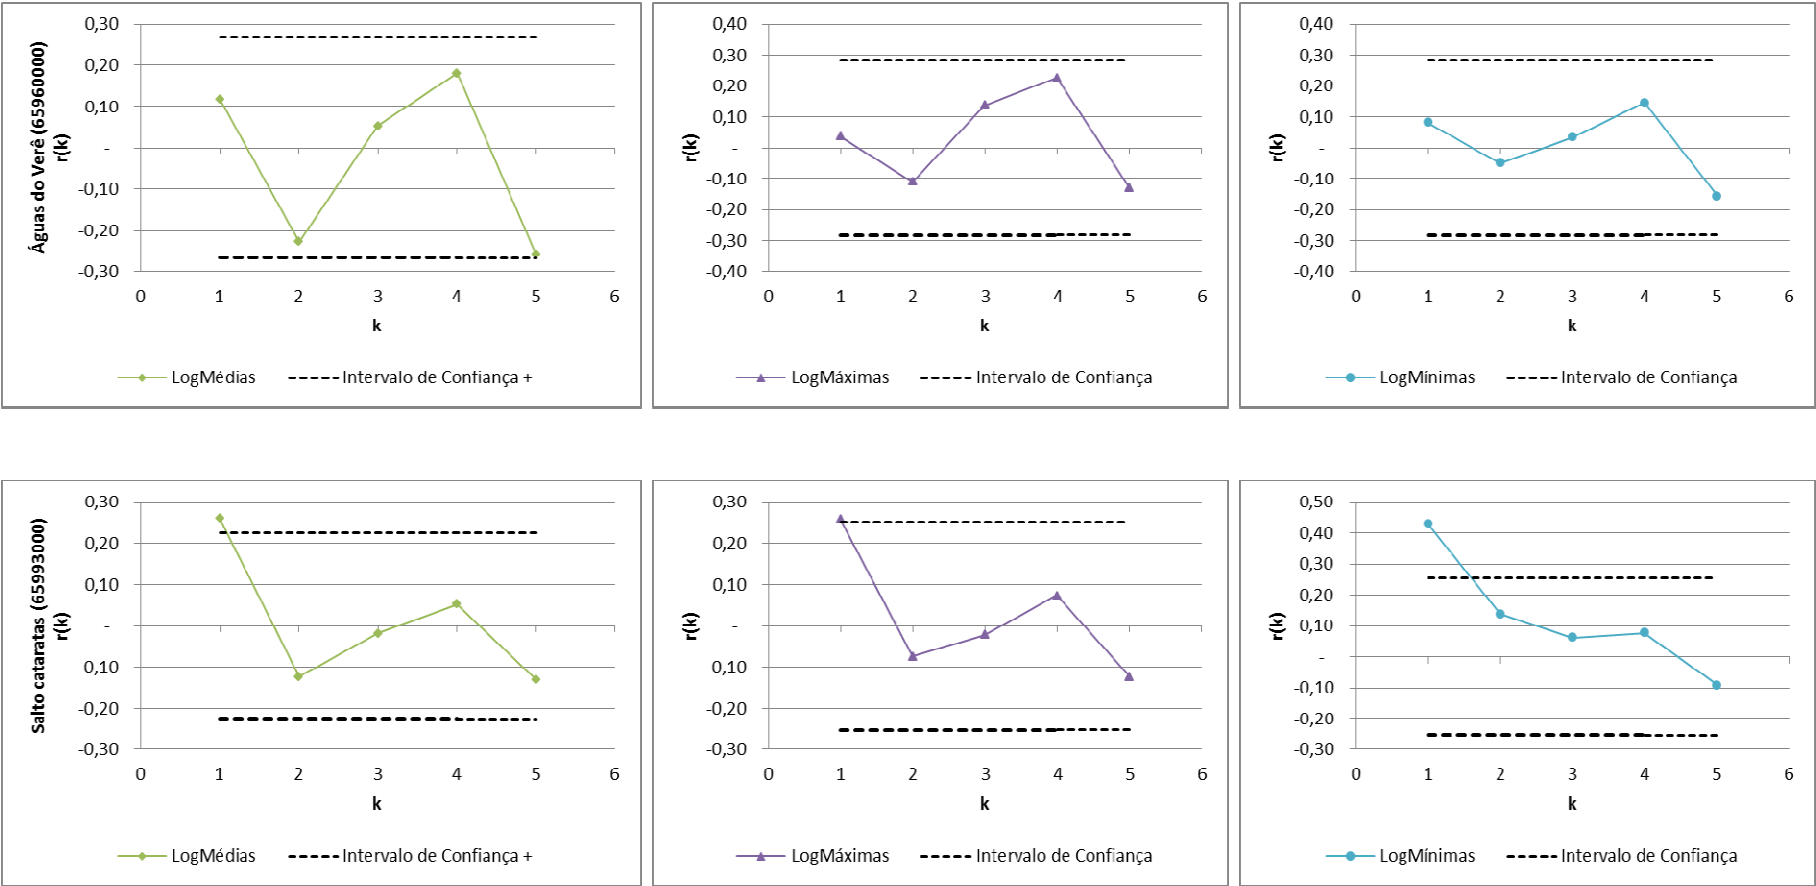 Águas do Verê (65960000)
r(k)
0,30
0,20
0,10
-
-0,10
-0,20
-0,30
0 1 2 3 4 5 6
k
LogMédias Intervalo de Confiança +
r(k)
0,40
0,30
0,20
0,10
-
-0,10
-0,20
-0,30
-0,40
0 1 2 3 4 5 6
k
LogMáximas Intervalo de Confiança
r(k)
0,40
0,30
0,20
0,10
-
-0,10
-0,20
-0,30
-0,40
0 1 2 3 4 5 6
k
LogMínimas Intervalo de Confiança
Salto cataratas (65993000)
r(k)
0,30
0,20
0,10
-
0,10
-0,20
-0,30
0 1 2 3 4 5 6
k
LogMédias Intervalo de Confiança +
r(k)
0,30
0,20
0,10
-
0,10
-0,20
-0,30
0 1 2 3 4 5 6
k
LogMáximas Intervalo de Confiança
r(k)
0,50
0,40
0,30
0,20
0,10
-
-0,10
-0,20
-0,30
0 1 2 3 4 5 6
k
LogMínimas Intervalo de Confiança